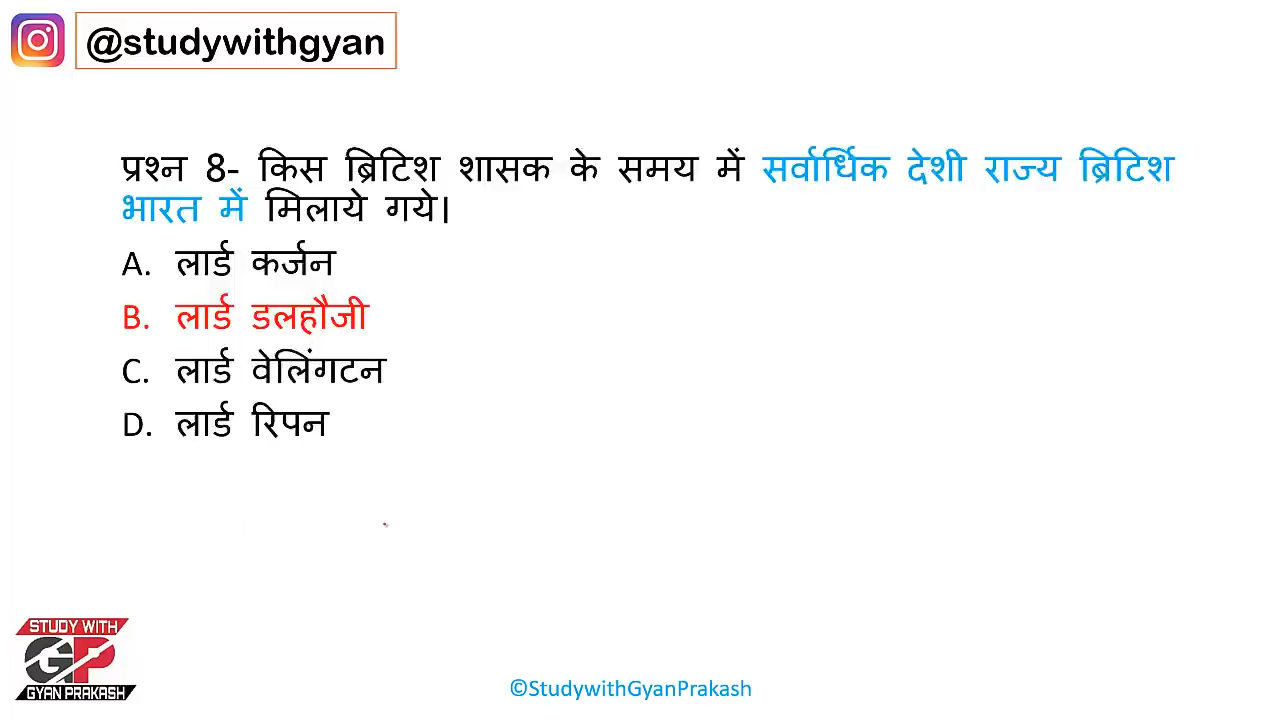 @studywithgyan
प्रश्न 8- किस ब्रिटिश शासक के समय में सर्वार्धिक देशी राज्य ब्रिटिश
भारत में मिलाये गये।
A. लार्ड कर्जन
B. लार्ड डलहौजी
C. लार्ड वेलिंगटन
D. लार्ड रिपन
STUDY WITH
GP
GYAN PRAKASH
©StudywithGyanPrakash